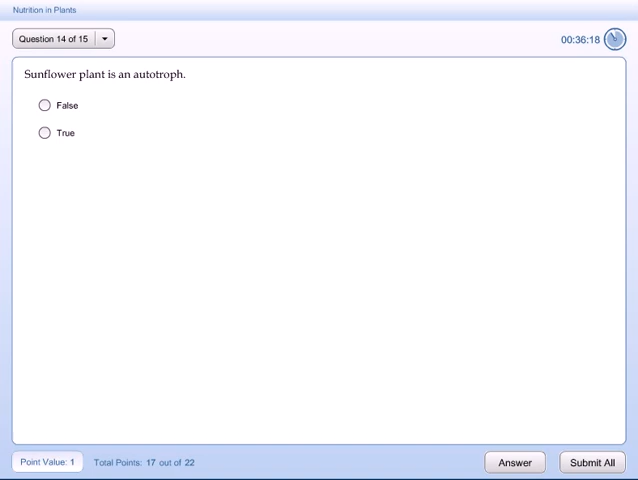 Nutrition in Plants
Question 14 of 15
00:36:18
Sunflower plant is an autotroph.
False
True
Point Value: 1
Total Points: 17 out of 22
Answer
Submit All